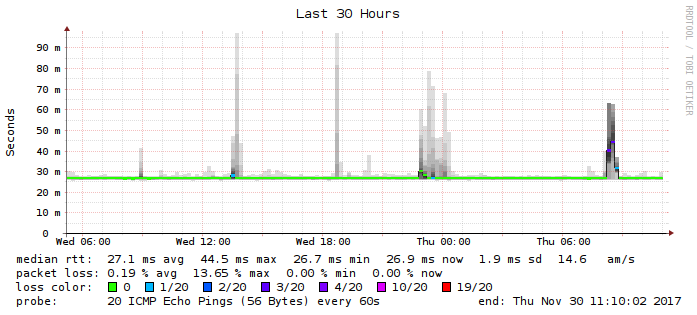 Last 30 Hours
RRDTOOL / TOBI OETIKER
Seconds
90 m
80 m
70 m
60 m
50 m
40 m
30 m
20 m
10 m
0
Wed 06:00 Wed 12:00 Wed 18:00 Thu 00:00 Thu 06:00
median rtt: 27.1 ms avg 44.5 ms max 26.7 ms min 26.9 ms now 1.9 ms sd 14.6 am/s
packet loss: 0.19 % avg 13.65 % max 0.00 % min 0.00 % now
loss color: 0 1/20 2/20 3/20 4/20 10/20 19/20
probe: 20 ICMP Echo Pings (56 Bytes) every 60s end: Thu Nov 30 11:10:02 2017